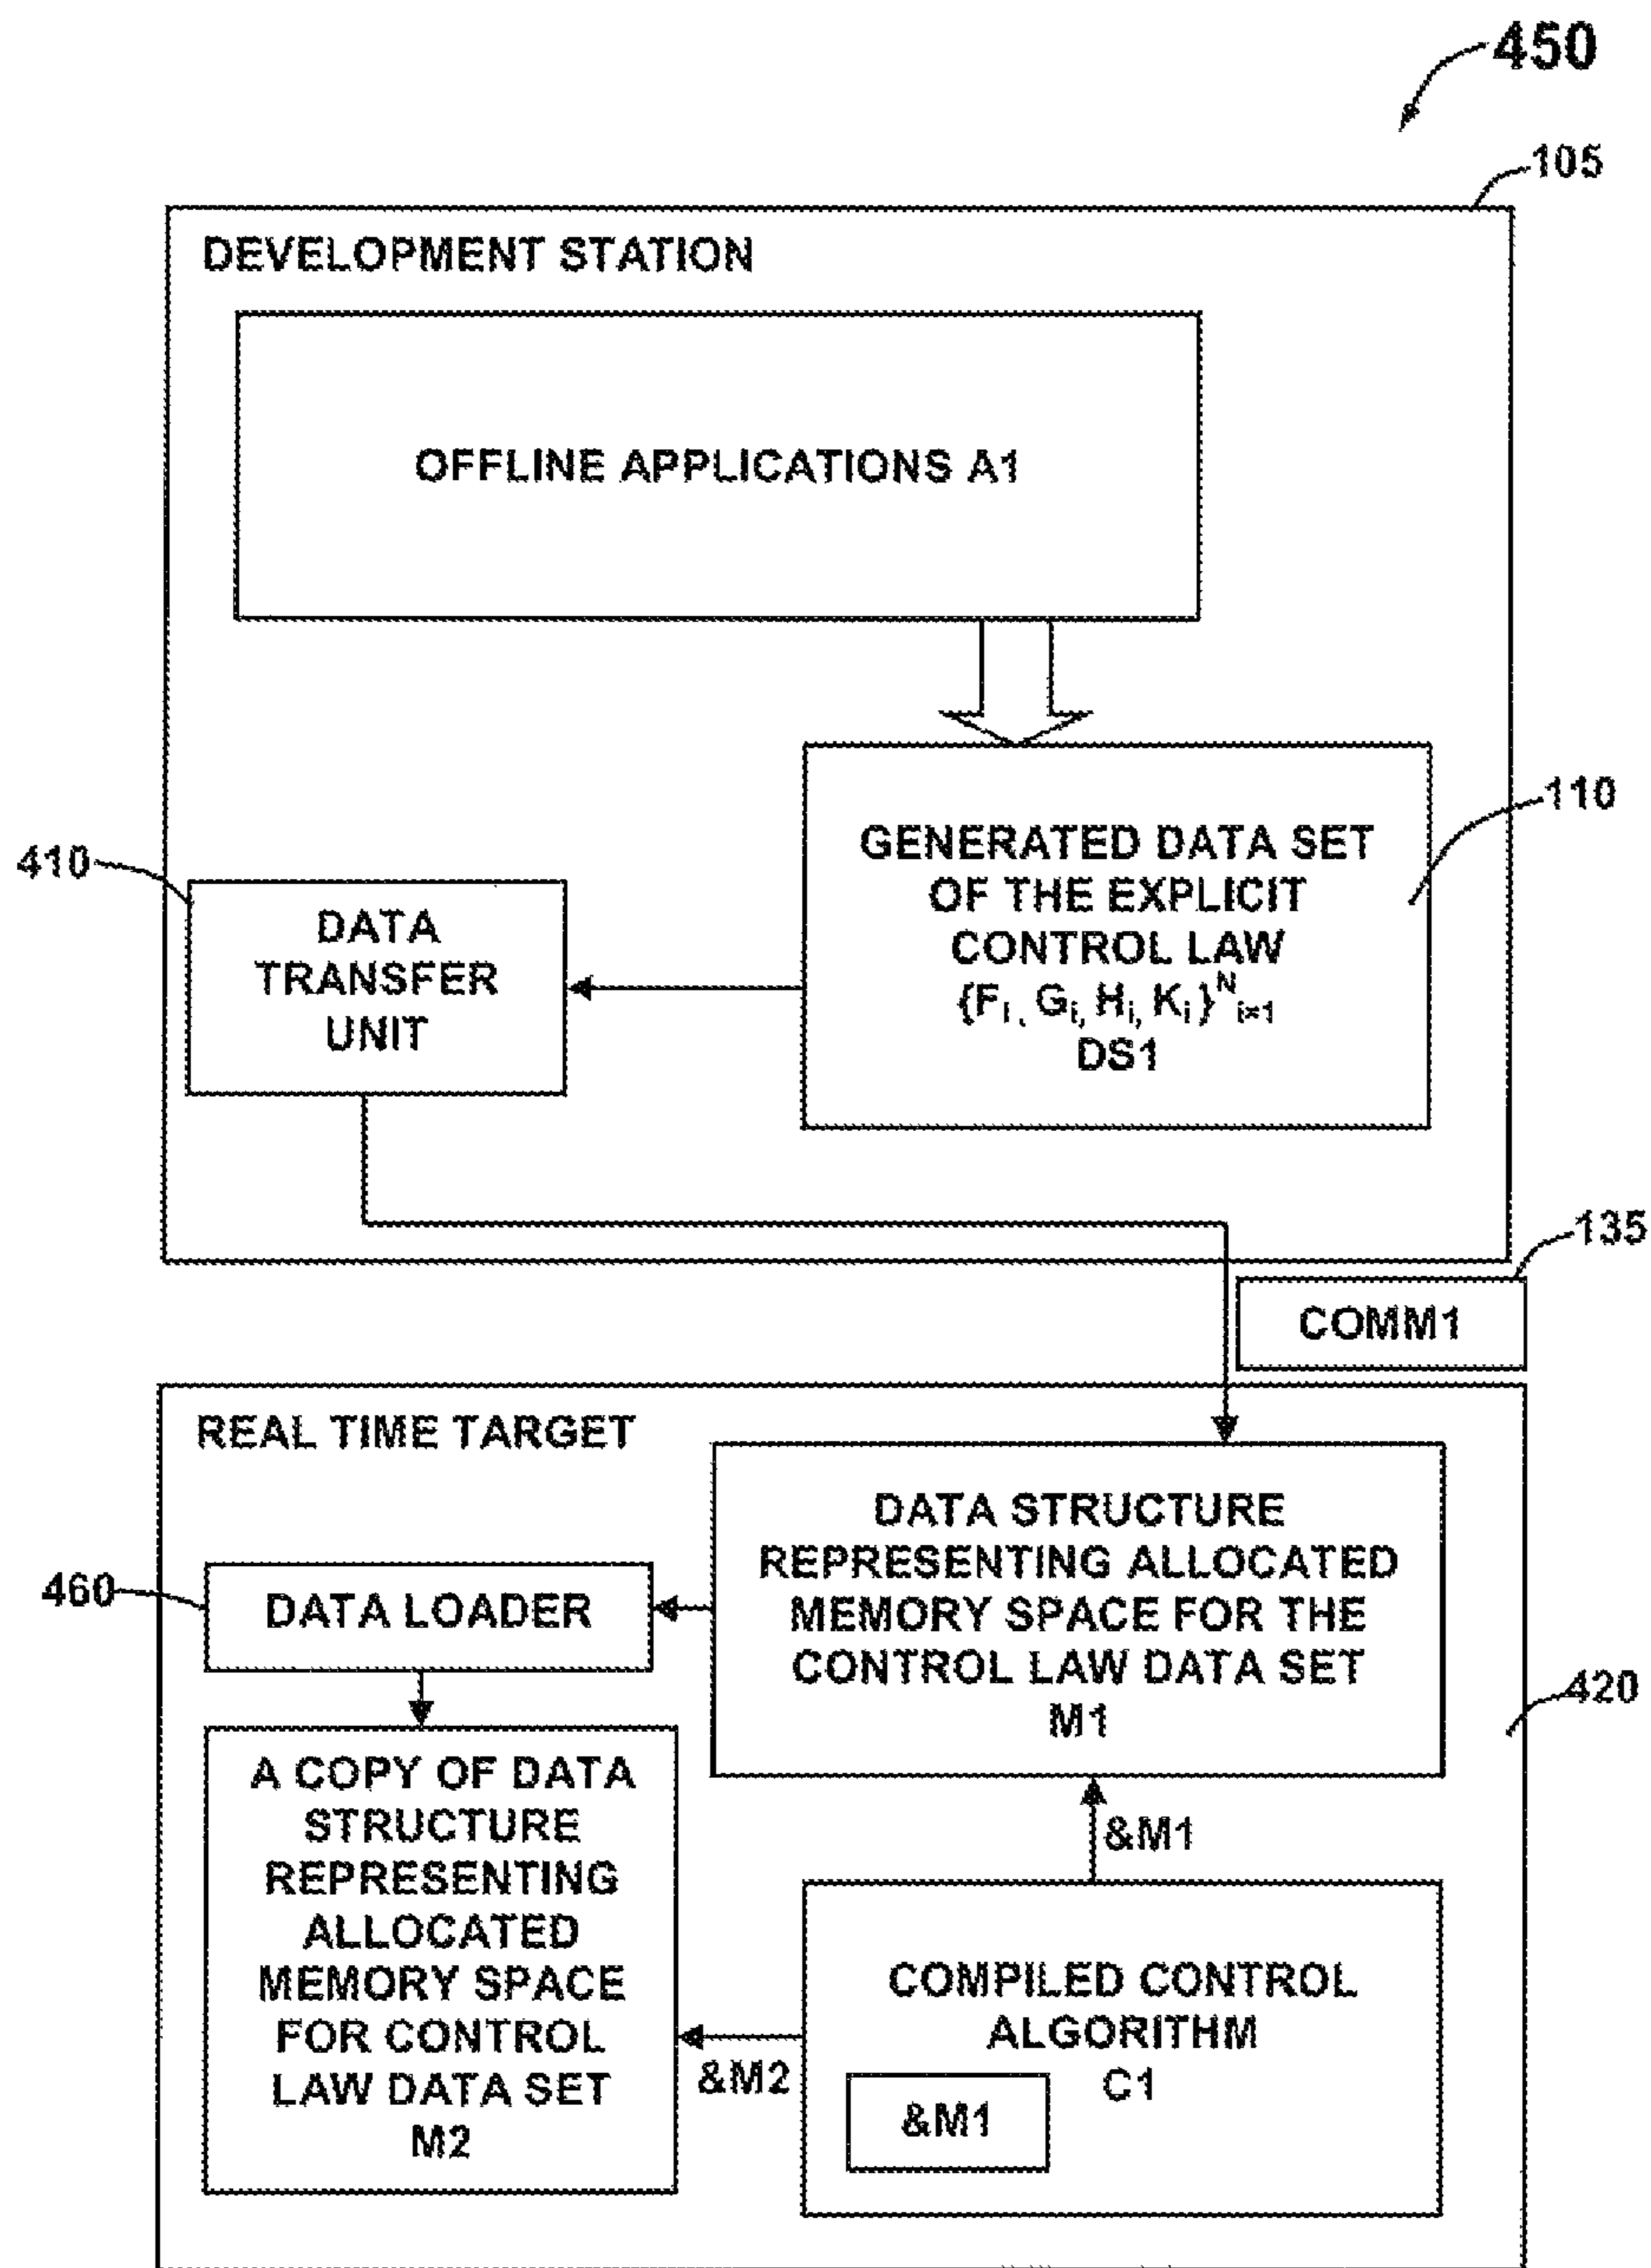 450
105
DEVELOPMENT STATION
OFFLINE APPLICATIONS A1
110
GENERATED DATA SET
OF THE EXPLICIT
CONTROL LAW
{Fᵢ, Gᵢ, Hᵢ, Kᵢ}ᴺᵢ₌₁
DS1
410
DATA
TRANSFER
UNIT
135
COMM1
REAL TIME TARGET
DATA STRUCTURE
REPRESENTING ALLOCATED
MEMORY SPACE FOR THE
CONTROL LAW DATA SET
M1
460
DATA LOADER
420
A COPY OF DATA
STRUCTURE
REPRESENTING
ALLOCATED
MEMORY SPACE
FOR CONTROL
LAW DATA SET
M2
&M1
&M2
COMPILED CONTROL
ALGORITHM
C1
&M1